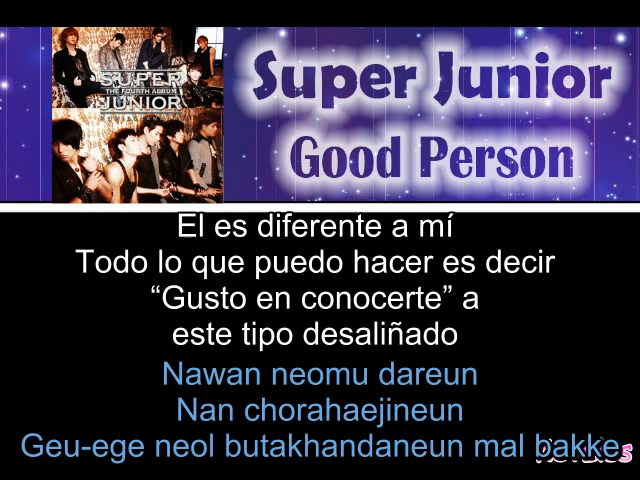 SUPER
THE FOURTH ALBUM
JUNIOR
Super Junior
Good Person
El es diferente a mí
Todo lo que puedo hacer es decir
“Gusto en conocerte” a
este tipo desaliñado
Nawan neomu dareun
Nan chorahaejineun
Geu-ege neol butakhandaneun mal bakke